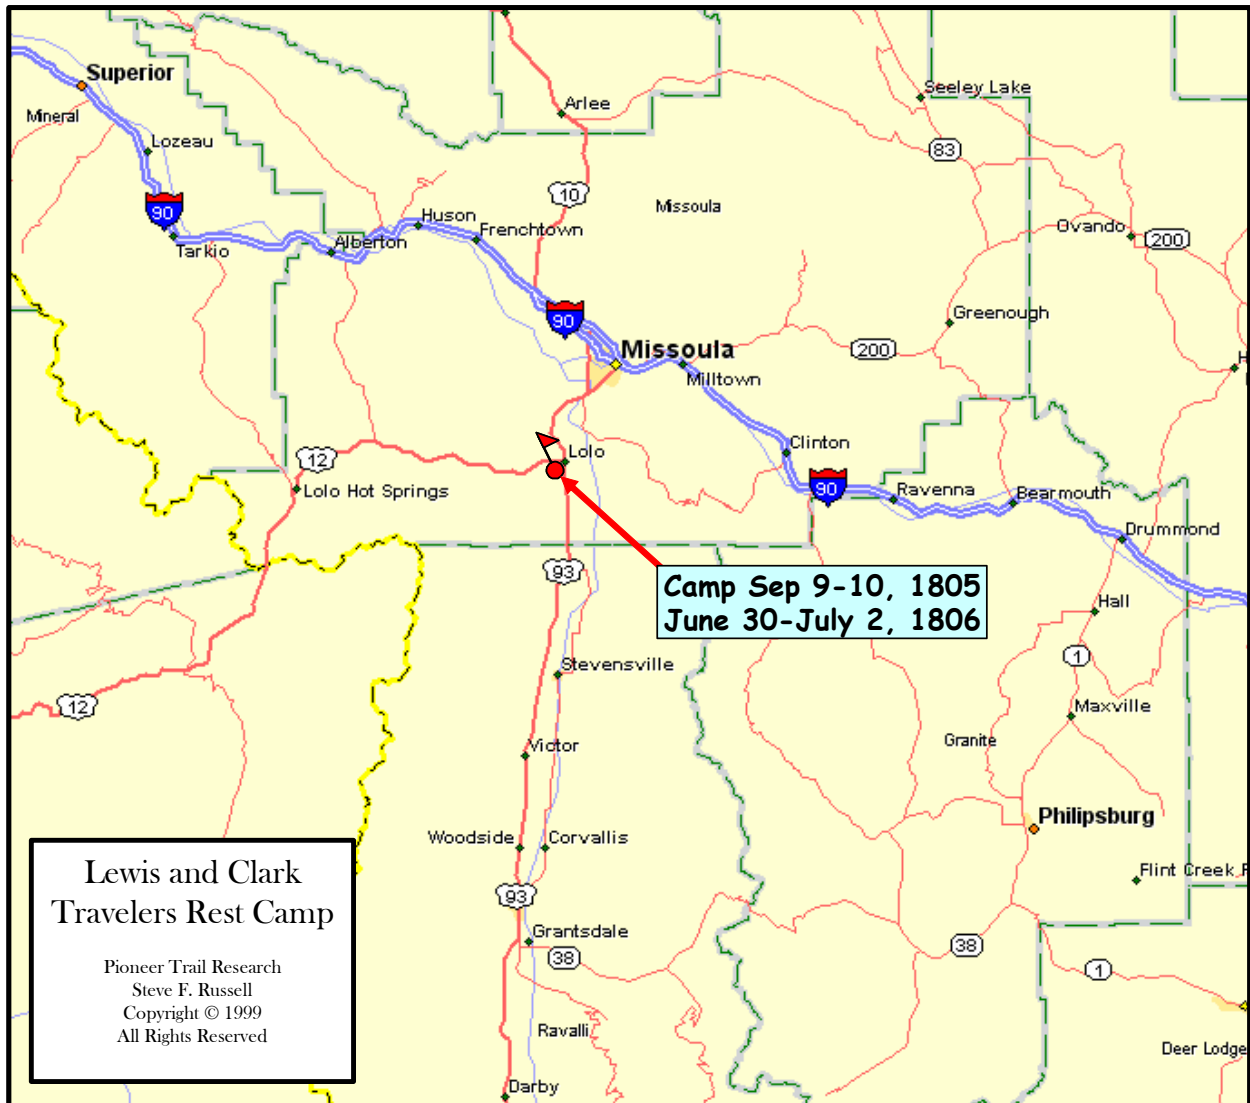 Superior
Mineral
Lozeau
Arlee
Seeley Lake
83
10
90
Tarkio
Alberton
Huson
Frenchtown
Missoula
Ovando
200
90
Missoula
Milltown
200
Greenough
12
Lolo
Lolo Hot Springs
Clinton
90
Ravenna
Bearmouth
Drummond
93
Camp Sep 9-10, 1805
June 30-July 2, 1806
Hall
1
Stevensville
12
Maxville
Victor
Granite
Philipsburg
Woodside
Corvallis
Flint Creek
93
Grantsdale
38
38
1
Ravalli
Deer Lodge
Darby
Lewis and Clark
Travelers Rest Camp
Pioneer Trail Research
Steve F. Russell
Copyright © 1999
All Rights Reserved